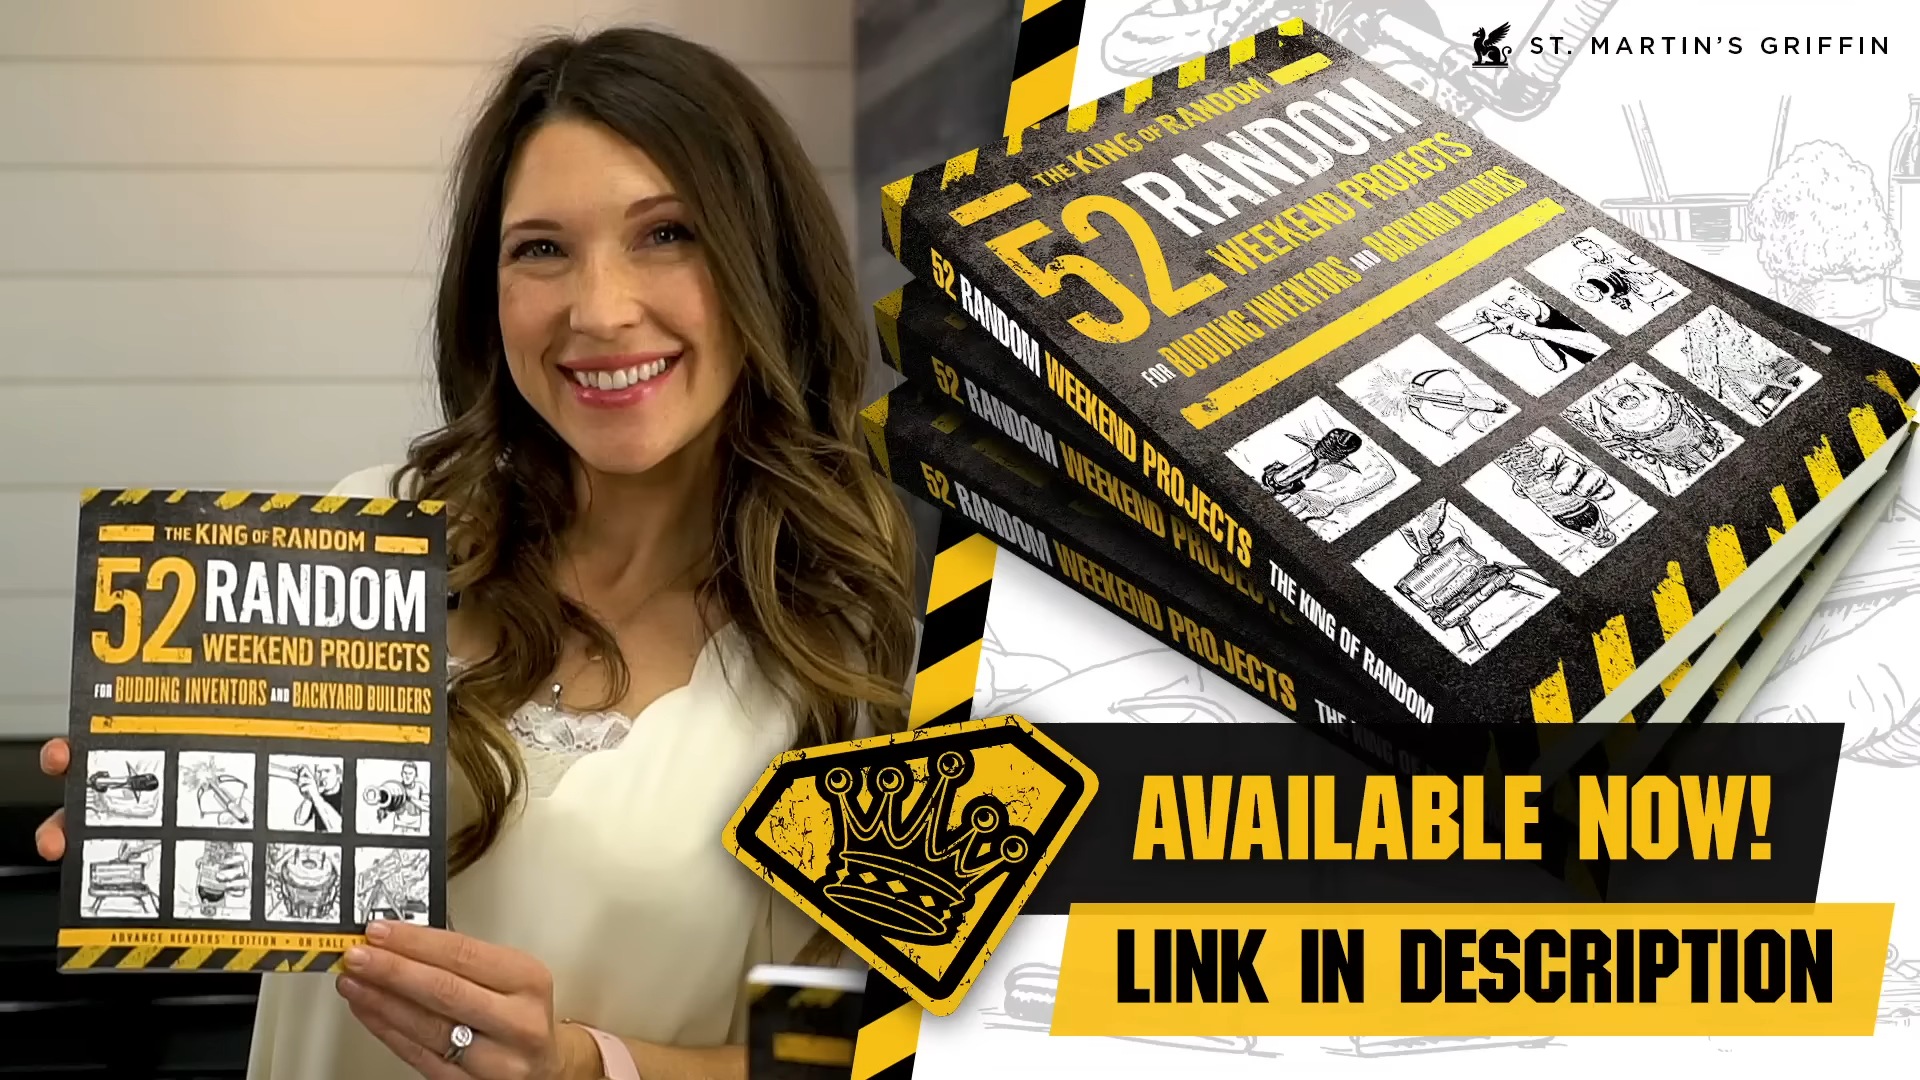 THE KING OF RANDOM
52 RANDOM
WEEKEND PROJECTS
FOR BUDDING INVENTORS AND BACKYARD BUILDERS
ADVANCE READERS' EDITION • ON SALE
ST. MARTIN'S GRIFFIN
THE KING OF RANDOM
52 RANDOM
WEEKEND PROJECTS
FOR BUDDING INVENTORS AND BACKYARD BUILDERS
52 RANDOM WEEKEND PROJECTS THE KING OF RANDOM
52 RANDOM WEEKEND PROJECTS
52 RANDOM WEEKEND PROJECTS THE KING OF
AVAILABLE NOW!
LINK IN DESCRIPTION